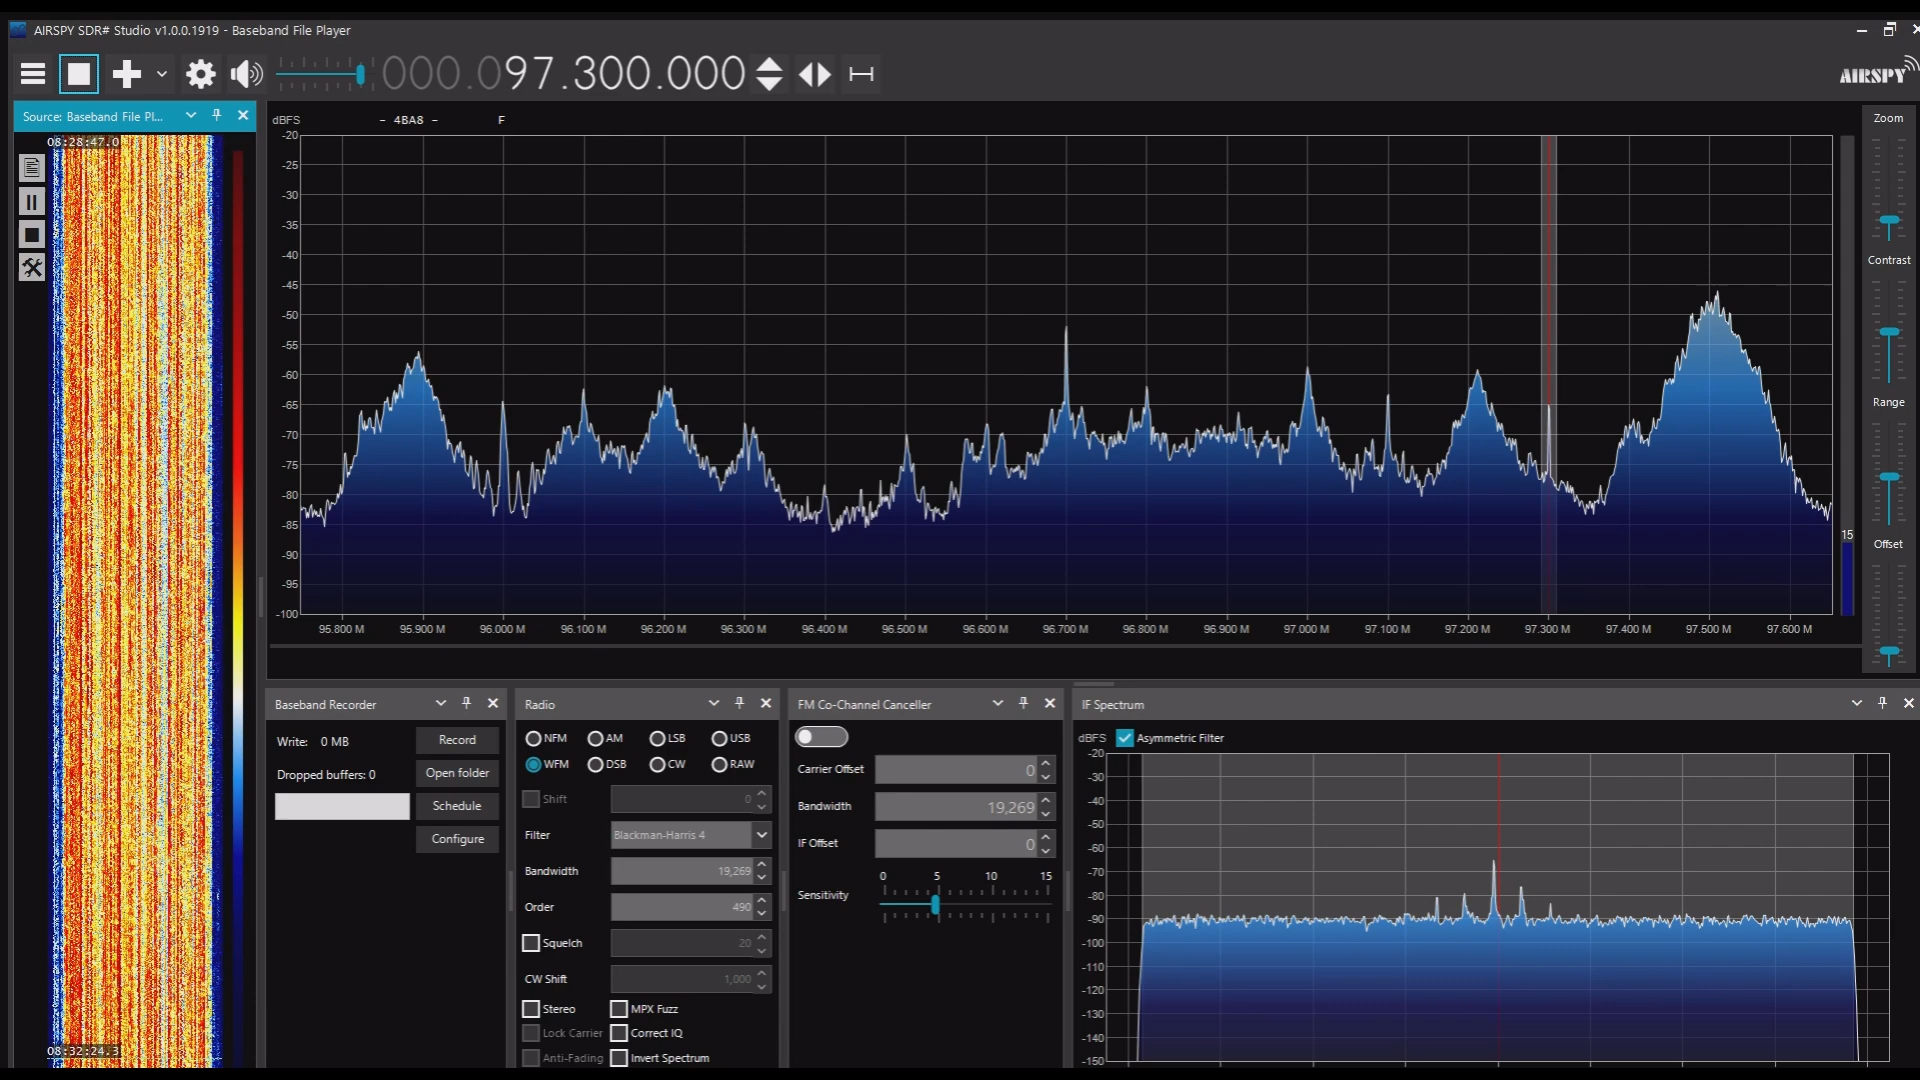 AIRSPY SDR# Studio v1.0.0.1919 - Baseband File Player
000.097.300.000
AIRSPY
Source: Baseband File Pl...
08:28:47.0
08:32:24.3
dBFS
- 4BA8 -
F
-20
-25
-30
-35
-40
-45
-50
-55
-60
-65
-70
-75
-80
-85
-90
-95
-100
95.800 M 95.900 M 96.000 M 96.100 M 96.200 M 96.300 M 96.400 M 96.500 M 96.600 M 96.700 M 96.800 M 96.900 M 97.000 M 97.100 M 97.200 M 97.300 M 97.400 M 97.500 M 97.600 M
15
Zoom
Contrast
Range
Offset
Baseband Recorder
Write: 0 MB
Record
Dropped buffers: 0
Open folder
Schedule
Configure
Radio
NFM AM LSB USB
WFM DSB CW RAW
Shift 0
Filter Blackman-Harris 4
Bandwidth 19,269
Order 490
Squelch 20
CW Shift 1,000
Stereo MPX Fuzz
Lock Carrier Correct IQ
Anti-Fading Invert Spectrum
FM Co-Channel Canceller
Carrier Offset 0
Bandwidth 19,269
IF Offset 0
0 5 10 15
Sensitivity
IF Spectrum
dBFS Asymmetric Filter
-20
-30
-40
-50
-60
-70
-80
-90
-100
-110
-120
-130
-140
-150